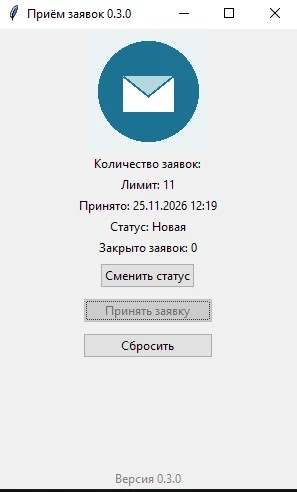 Приём заявок 0.3.0
Количество заявок:
Лимит: 11
Принято: 25.11.2026 12:19
Статус: Новая
Закрыто заявок: 0
Сменить статус
Принять заявку
Сбросить
Версия 0.3.0